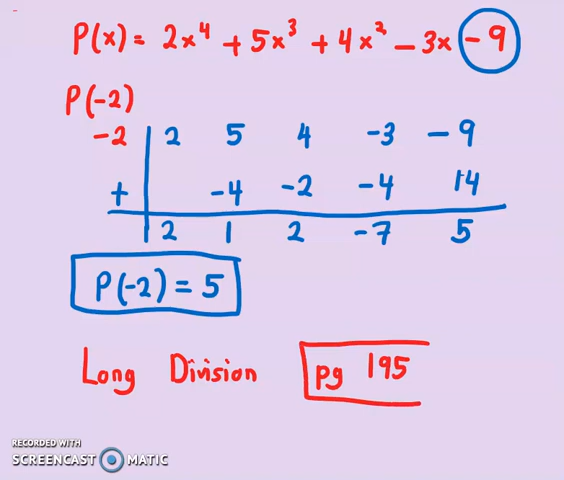 P(x) = 2x⁴ + 5x³ + 4x² − 3x − 9
P(-2)
-2 | 2 5 4 -3 -9
+ | -4 -2 -4 14
| 2 1 2 -7 5
P(-2) = 5
Long Division pg 195
RECORDED WITH
SCREENCAST MATIC